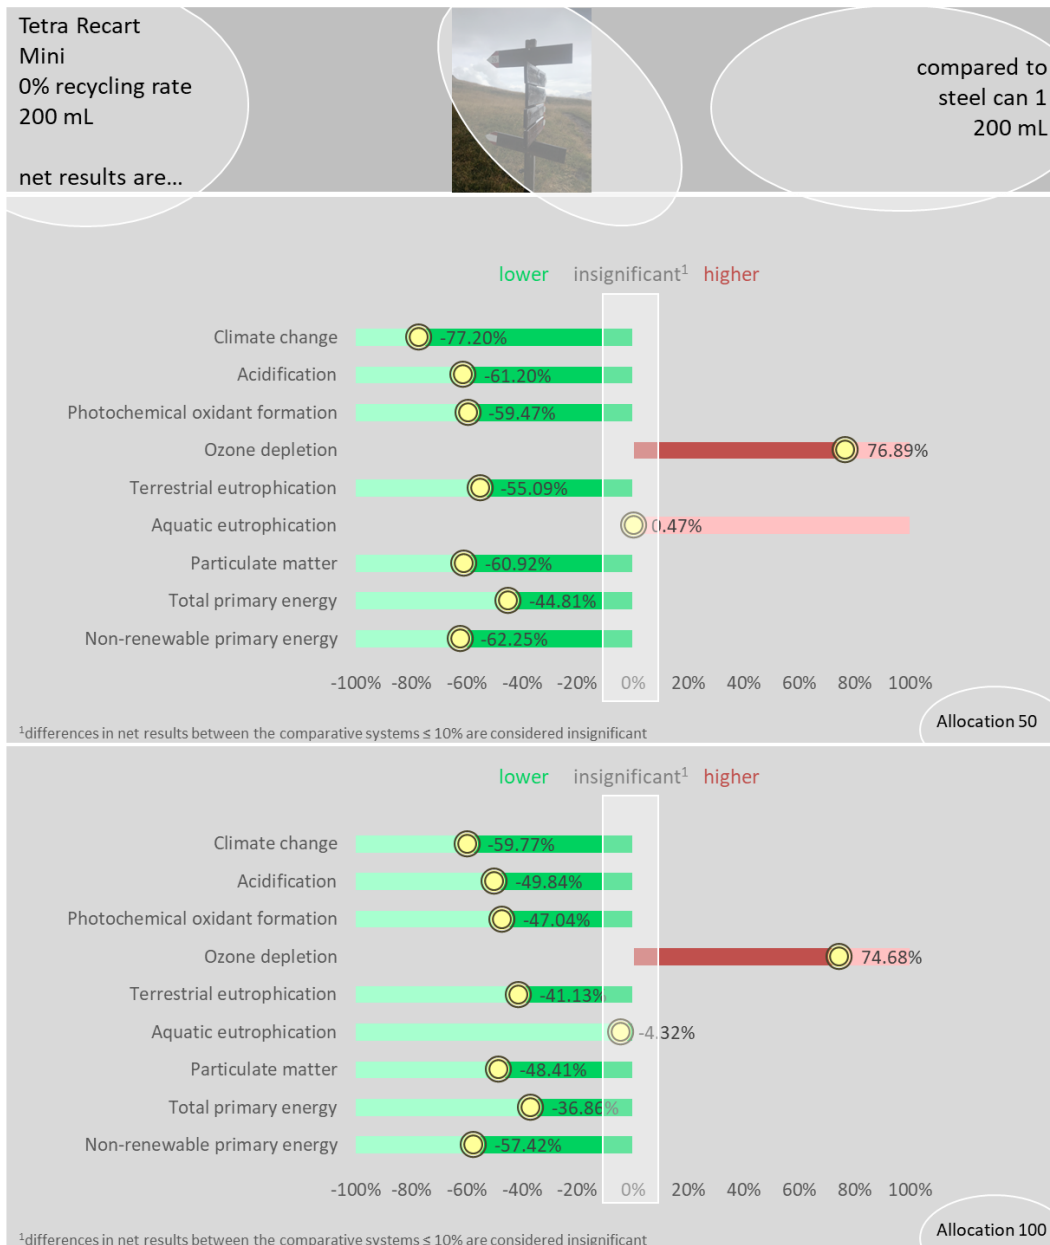 Tetra Recart
Mini
0% recycling rate
200 mL
net results are...
compared to
steel can 1
200 mL
lower insignificant¹ higher
Climate change -77.20%
Acidification -61.20%
Photochemical oxidant formation -59.47%
Ozone depletion 76.89%
Terrestrial eutrophication -55.09%
Aquatic eutrophication 0.47%
Particulate matter -60.92%
Total primary energy -44.81%
Non-renewable primary energy -62.25%
-100% -80% -60% -40% -20% 0% 20% 40% 60% 80% 100%
Allocation 50
¹differences in net results between the comparative systems ≤ 10% are considered insignificant
lower insignificant¹ higher
Climate change -59.77%
Acidification -49.84%
Photochemical oxidant formation -47.04%
Ozone depletion 74.68%
Terrestrial eutrophication -41.13%
Aquatic eutrophication -4.32%
Particulate matter -48.41%
Total primary energy -36.86%
Non-renewable primary energy -57.42%
-100% -80% -60% -40% -20% 0% 20% 40% 60% 80% 100%
Allocation 100
¹differences in net results between the comparative systems ≤ 10% are considered insignificant